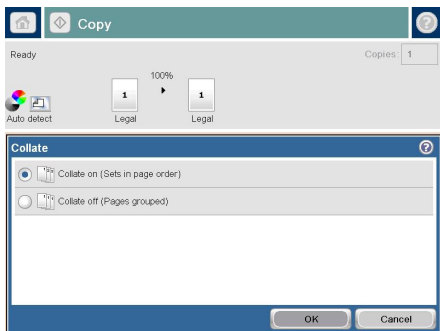 Copy
Ready
Copies: 1
100%
1
1
Auto detect
Legal
Legal
Collate
Collate on (Sets in page order)
Collate off (Pages grouped)
OK
Cancel